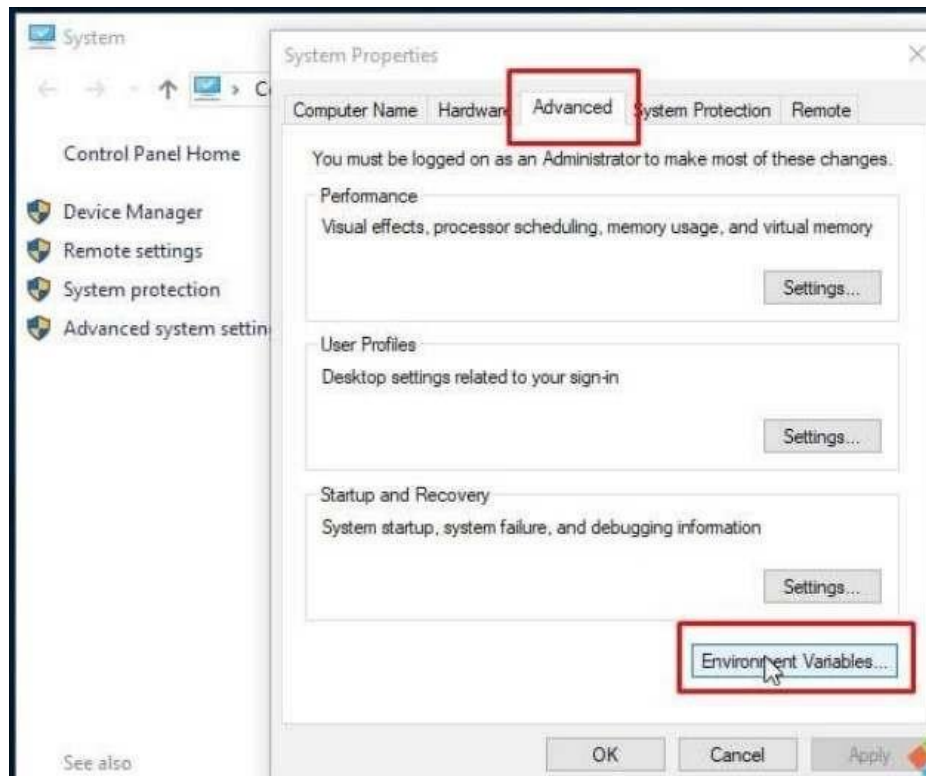 System
System Properties
C
Computer Name Hardware Advanced System Protection Remote
Control Panel Home
You must be logged on as an Administrator to make most of these changes.
Device Manager
Remote settings
System protection
Advanced system settin
Performance
Visual effects, processor scheduling, memory usage, and virtual memory
Settings...
User Profiles
Desktop settings related to your sign-in
Settings...
Startup and Recovery
System startup, system failure, and debugging information
Settings...
Environment Variables...
See also
OK Cancel Apply